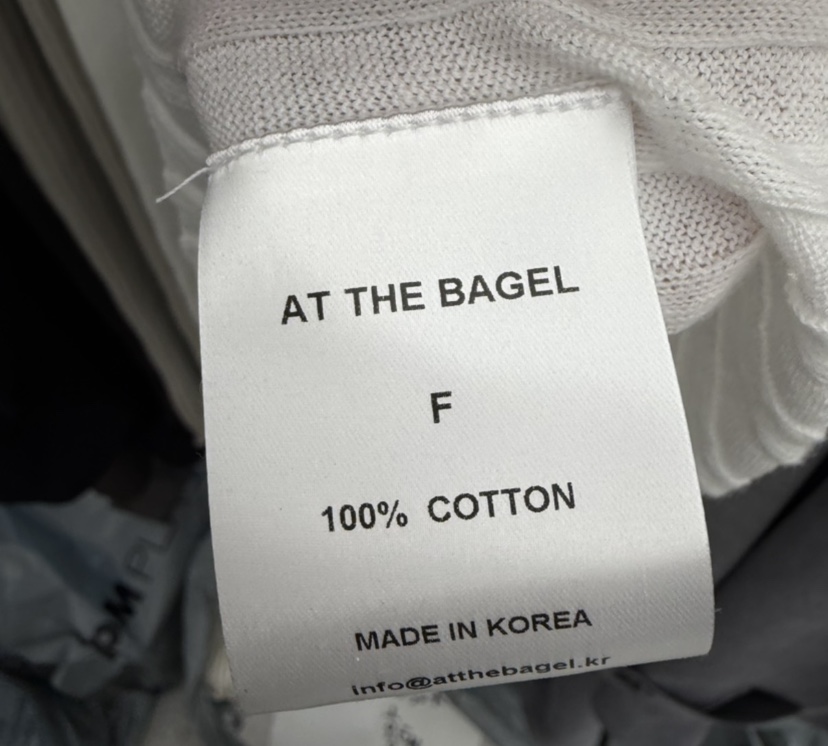 AT THE BAGEL
F
100% COTTON
MADE IN KOREA
info@atthebagel.kr